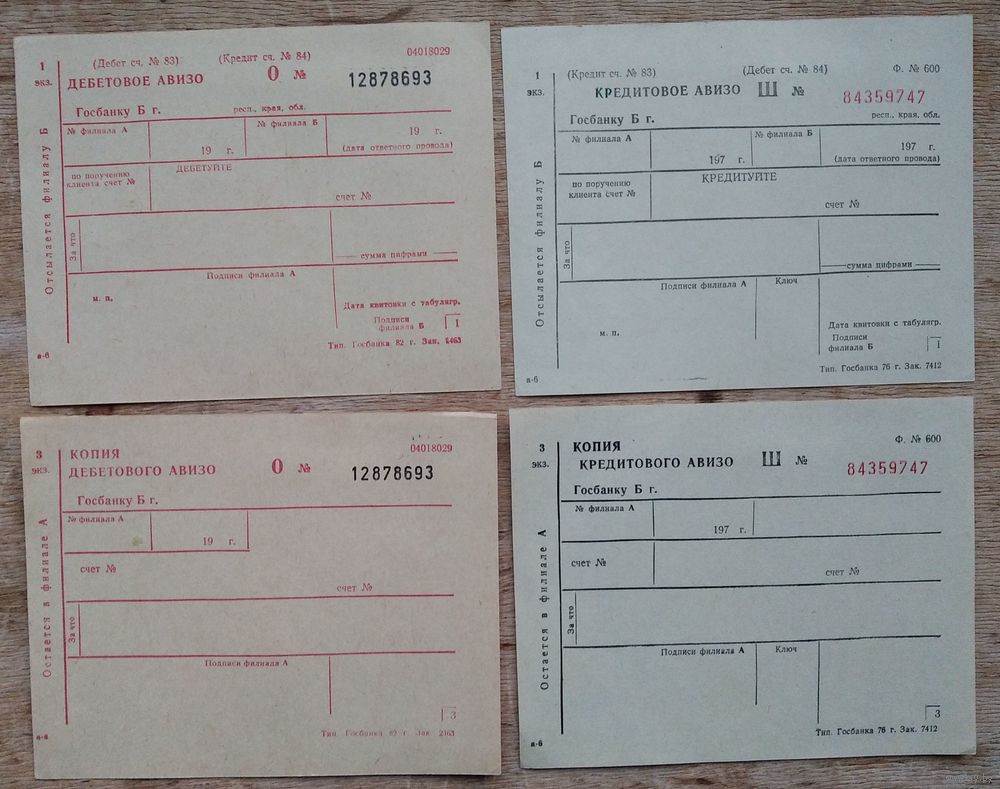 1
экз.
(Дебет сч. № 83)
(Кредит сч. № 84)
04018029
ДЕБЕТОВОЕ АВИЗО О № 12878693
Госбанку Б г.
респ., края, обл.
№ филиала А
19 г.
№ филиала Б
19 г.
(дата ответного провода)
по поручению
клиента счет №
ДЕБЕТУЙТЕ
счет №
За что
сумма цифрами
Подписи филиала А
м. п.
Дата квитовки с табулягр.
Подписи
филиала Б
1
Тип. Госбанка 82 г. Зак. 2463
в-6
Отсылается филиалу Б
1
экз.
(Кредит сч. № 83)
(Дебет сч. № 84)
Ф. № 600
КРЕДИТОВОЕ АВИЗО Ш № 84359747
Госбанку Б г.
респ., края, обл.
№ филиала А
197 г.
№ филиала Б
197 г.
(дата ответного провода)
по поручению
клиента счет №
КРЕДИТУЙТЕ
счет №
За что
сумма цифрами
Подписи филиала А
Ключ
м. п.
Дата квитовки с табулягр.
Подписи
филиала Б
1
Тип. Госбанка 76 г. Зак. 7412
в-6
Отсылается филиалу Б
3
экз.
КОПИЯ
04018029
ДЕБЕТОВОГО АВИЗО О № 12878693
Госбанку Б г.
№ филиала А
19 г.
счет №
счет №
За что
Подписи филиала А
3
Тип. Госбанка 82 г. Зак.
в-6
Остается в филиале А
3
экз.
КОПИЯ
Ф. № 600
КРЕДИТОВОГО АВИЗО Ш № 84359747
Госбанку Б г.
№ филиала А
197 г.
счет №
счет №
За что
Подписи филиала А
Ключ
3
Тип. Госбанка 76 г. Зак. 7412
в-6
Остается в филиале А